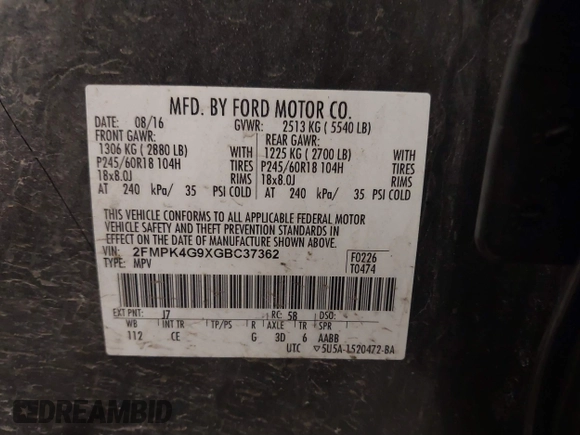 MFD. BY FORD MOTOR CO.
DATE: 08/16 GVWR: 2513 KG ( 5540 LB)
FRONT GAWR: REAR GAWR:
1306 KG ( 2880 LB) WITH 1225 KG ( 2700 LB) WITH
P245/60R18 104H TIRES P245/60R18 104H TIRES
18x8.0J RIMS 18x8.0J RIMS
AT 240 kPa/ 35 PSI COLD AT 240 kPa/ 35 PSI COLD
THIS VEHICLE CONFORMS TO ALL APPLICABLE FEDERAL MOTOR
VEHICLE SAFETY AND THEFT PREVENTION STANDARDS IN
EFFECT ON THE DATE OF MANUFACTURE SHOWN ABOVE.
VIN: 2FMPK4G9XGBC37362 F0226
TYPE: MPV T0474
EXT PNT: J7 RC: 58 DSO:
WB INT TR TP/PS R AXLE TR SPR
112 CE G 3D 6 AABB
UTC ▽5U5A-1520472-BA
DREAMBID